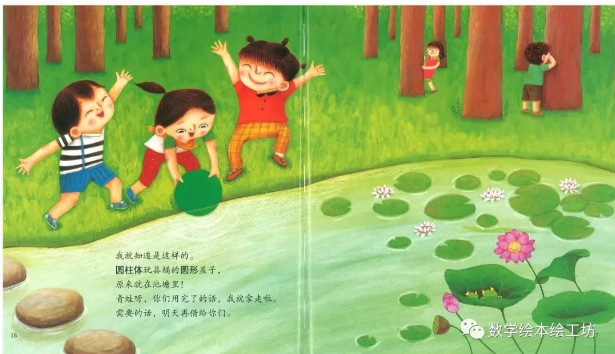 我就知道是这样的。
圆柱体玩具桶的圆形盖子，
原来就在池塘里！
青蛙呀，你们用完了的话，我就拿走啦。
需要的话，明天再借给你们。
16
数字绘本绘工坊